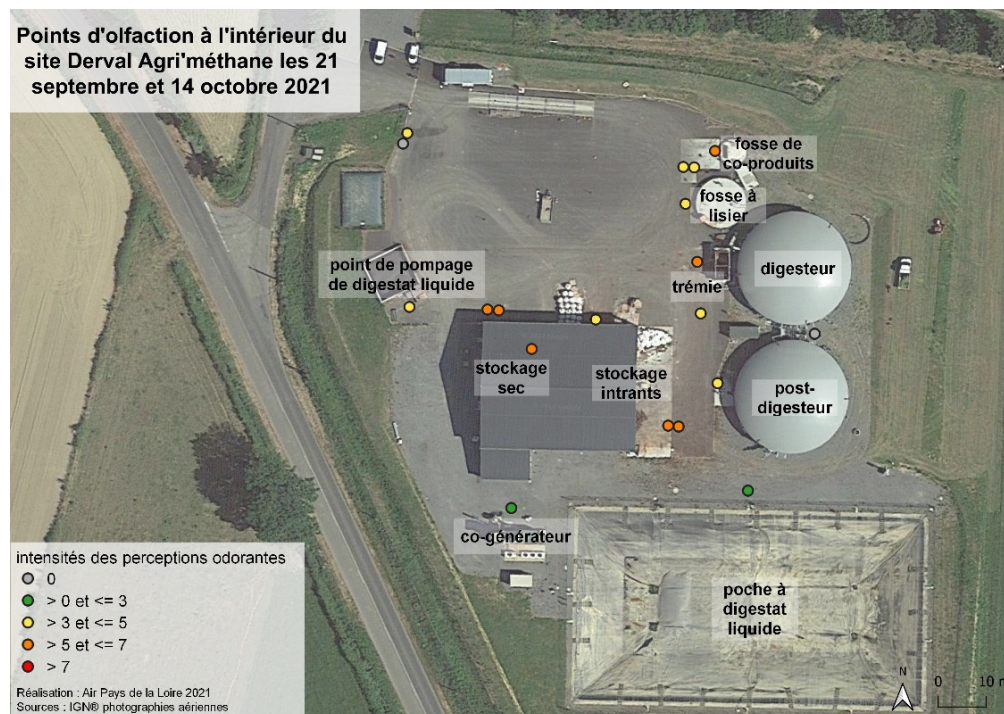 Points d'olfaction à l'intérieur du
site Derval Agri'méthane les 21
septembre et 14 octobre 2021
fosse de
co-produits
fosse à
lisier
point de pompage
de digestat liquide
trémie
digesteur
stockage
sec
stockage
intrants
post-
digesteur
co-générateur
poche à
digestat
liquide
intensités des perceptions odorantes
0
> 0 et <= 3
> 3 et <= 5
> 5 et <= 7
> 7
Réalisation : Air Pays de la Loire 2021
Sources : IGN® photographies aériennes
N
0 10 m